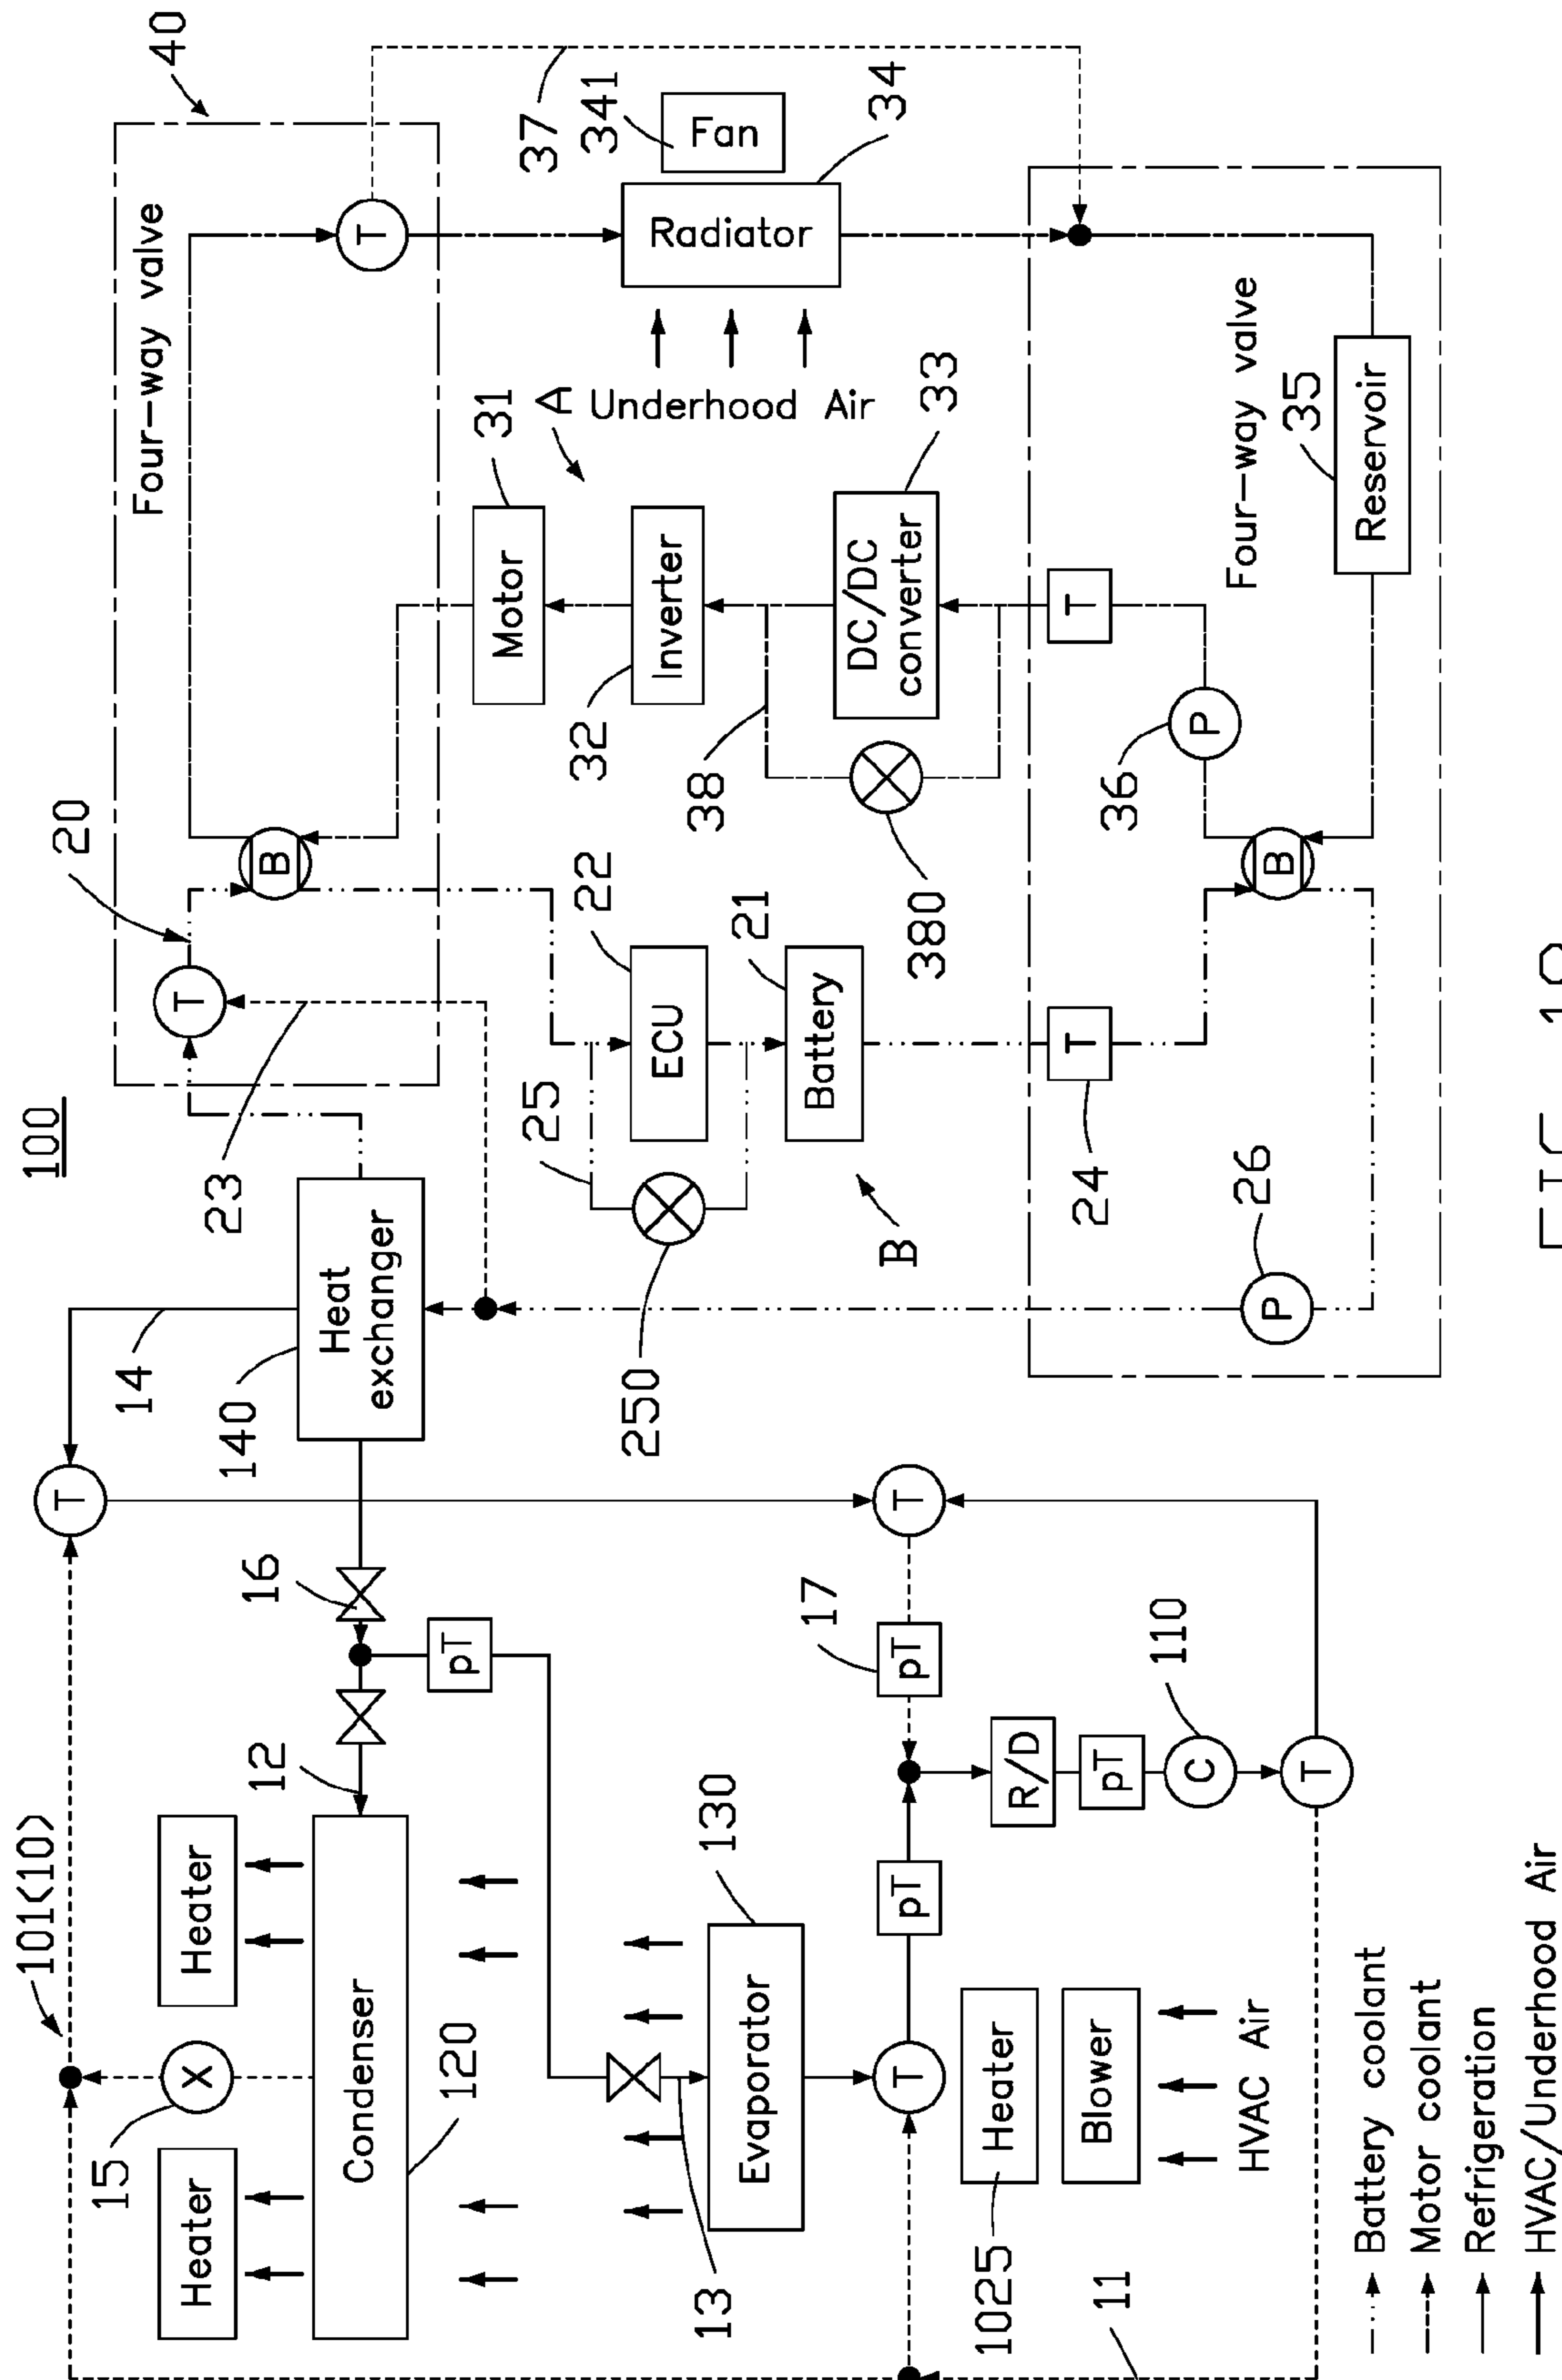 100
20
40
Four-way valve
T
T
B
37
341
Fan
34
Radiator
A
Underhood Air
31
Motor
32
Inverter
33
DC/DC
converter
38
380
T
36
P
Four-way valve
35
Reservoir
B
22
ECU
21
Battery
25
250
B
24
T
26
P
23
14
140
Heat
exchanger
T
16
pT
12
101(10)
Heater
Heater
15
X
Condenser
120
130
Evaporator
13
T
pT
17
pT
T
R/D
pT
110
C
T
1025
Heater
Blower
HVAC Air
11
Battery coolant
Motor coolant
Refrigeration
HVAC/Underhood Air